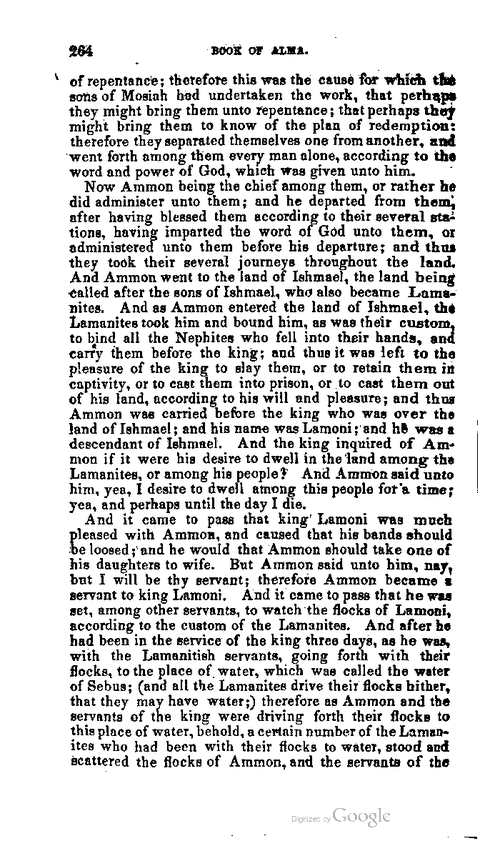 264 BOOK OF ALMA.
of repentance; therefore this was the cause for which the
sons of Mosiah had undertaken the work, that perhaps
they might bring them unto repentance; that perhaps they
might bring them to know of the plan of redemption:
therefore they separated themselves one from another, and
went forth among them every man alone, according to the
word and power of God, which was given unto him.
Now Ammon being the chief among them, or rather he
did administer unto them; and he departed from them,
after having blessed them according to their several sta-
tions, having imparted the word of God unto them, or
administered unto them before his departure; and thus
they took their several journeys throughout the land.
And Ammon went to the land of Ishmael, the land being
called after the sons of Ishmael, who also became Lama-
nites. And as Ammon entered the land of Ishmael, the
Lamanites took him and bound him, as was their custom,
to bind all the Nephites who fell into their hands, and
carry them before the king; and thus it was left to the
pleasure of the king to slay them, or to retain them in
captivity, or to cast them into prison, or to cast them out
of his land, according to his will and pleasure; and thus
Ammon was carried before the king who was over the
land of Ishmael; and his name was Lamoni; and he was a
descendant of Ishmael. And the king inquired of Am-
mon if it were his desire to dwell in the land among the
Lamanites, or among his people? And Ammon said unto
him, yea, I desire to dwell among this people for a time;
yea, and perhaps until the day I die.
And it came to pass that king Lamoni was much
pleased with Ammon, and caused that his bands should
be loosed; and he would that Ammon should take one of
his daughters to wife. But Ammon said unto him, nay,
but I will be thy servant; therefore Ammon became a
servant to king Lamoni. And it came to pass that he was
set, among other servants, to watch the flocks of Lamoni,
according to the custom of the Lamanites. And after he
had been in the service of the king three days, as he was,
with the Lamanitish servants, going forth with their
flocks, to the place of water, which was called the water
of Sebus; (and all the Lamanites drive their flocks hither,
that they may have water;) therefore as Ammon and the
servants of the king were driving forth their flocks to
this place of water, behold, a certain number of the Laman-
ites who had been with their flocks to water, stood and
scattered the flocks of Ammon, and the servants of the
Digitized by Google